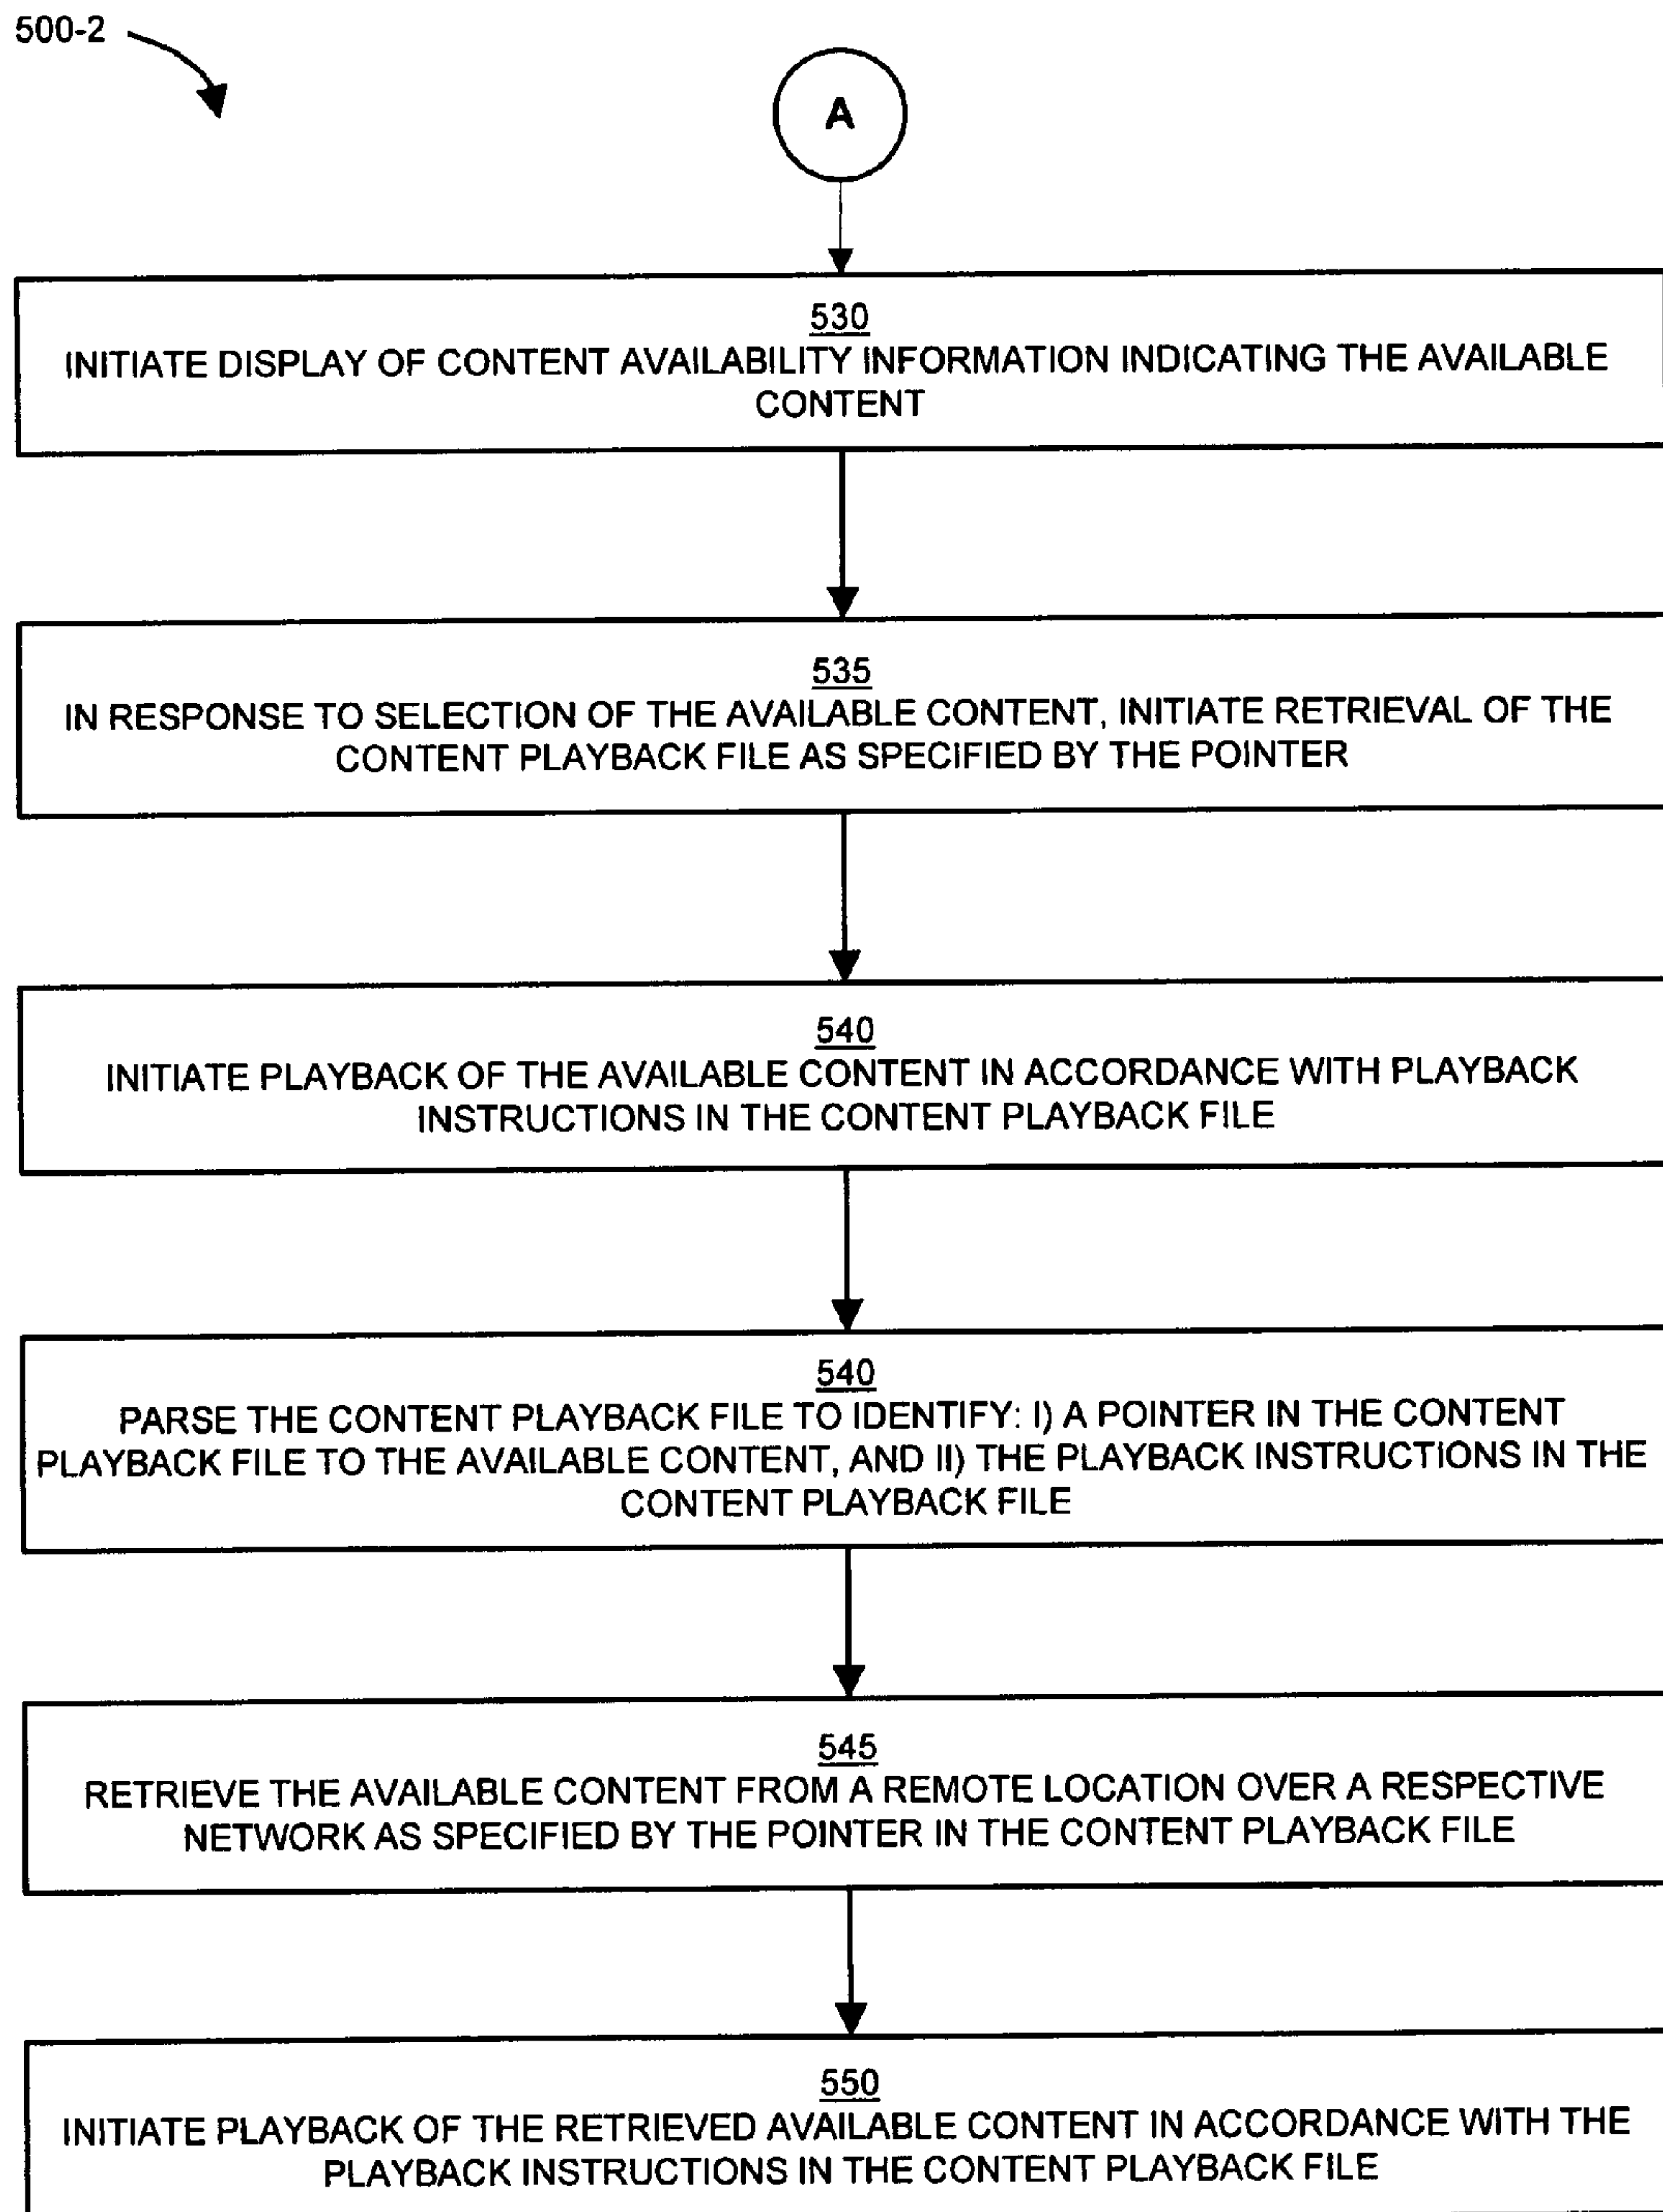 500-2
A
530
INITIATE DISPLAY OF CONTENT AVAILABILITY INFORMATION INDICATING THE AVAILABLE
CONTENT
535
IN RESPONSE TO SELECTION OF THE AVAILABLE CONTENT, INITIATE RETRIEVAL OF THE
CONTENT PLAYBACK FILE AS SPECIFIED BY THE POINTER
540
INITIATE PLAYBACK OF THE AVAILABLE CONTENT IN ACCORDANCE WITH PLAYBACK
INSTRUCTIONS IN THE CONTENT PLAYBACK FILE
540
PARSE THE CONTENT PLAYBACK FILE TO IDENTIFY: I) A POINTER IN THE CONTENT
PLAYBACK FILE TO THE AVAILABLE CONTENT, AND II) THE PLAYBACK INSTRUCTIONS IN THE
CONTENT PLAYBACK FILE
545
RETRIEVE THE AVAILABLE CONTENT FROM A REMOTE LOCATION OVER A RESPECTIVE
NETWORK AS SPECIFIED BY THE POINTER IN THE CONTENT PLAYBACK FILE
550
INITIATE PLAYBACK OF THE RETRIEVED AVAILABLE CONTENT IN ACCORDANCE WITH THE
PLAYBACK INSTRUCTIONS IN THE CONTENT PLAYBACK FILE